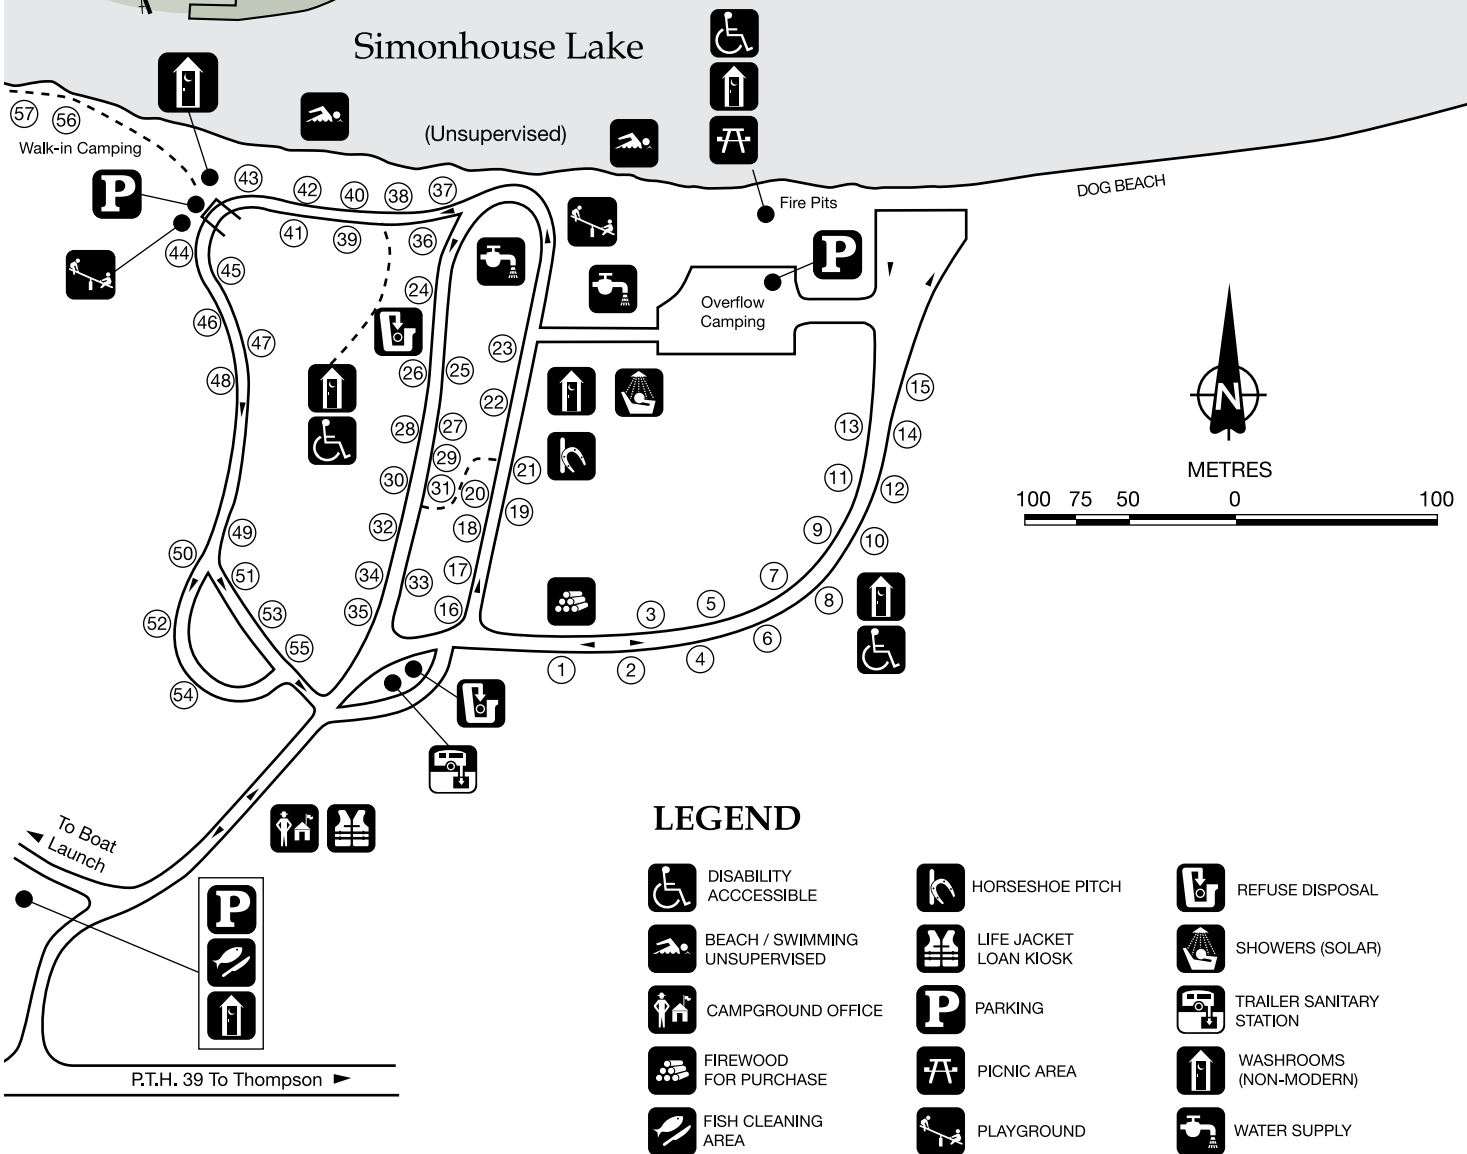 Simonhouse Lake
(Unsupervised)
57
56
Walk-in Camping
P
43
42
40
38
37
41
39
36
44
45
Fire Pits
DOG BEACH
P
Overflow
Camping
46
47
48
24
26
25
23
22
28
27
29
30
31
20
21
32
18
19
15
13
14
11
12
9
10
49
50
51
52
53
54
55
34
33
35
17
16
7
8
5
3
6
4
1
2
N
METRES
100 75 50 0 100
To Boat
Launch
P
P.T.H. 39 To Thompson
LEGEND
DISABILITY
ACCCESSIBLE
BEACH / SWIMMING
UNSUPERVISED
CAMPGROUND OFFICE
FIREWOOD
FOR PURCHASE
FISH CLEANING
AREA
HORSESHOE PITCH
LIFE JACKET
LOAN KIOSK
P PARKING
PICNIC AREA
PLAYGROUND
REFUSE DISPOSAL
SHOWERS (SOLAR)
TRAILER SANITARY
STATION
WASHROOMS
(NON-MODERN)
WATER SUPPLY